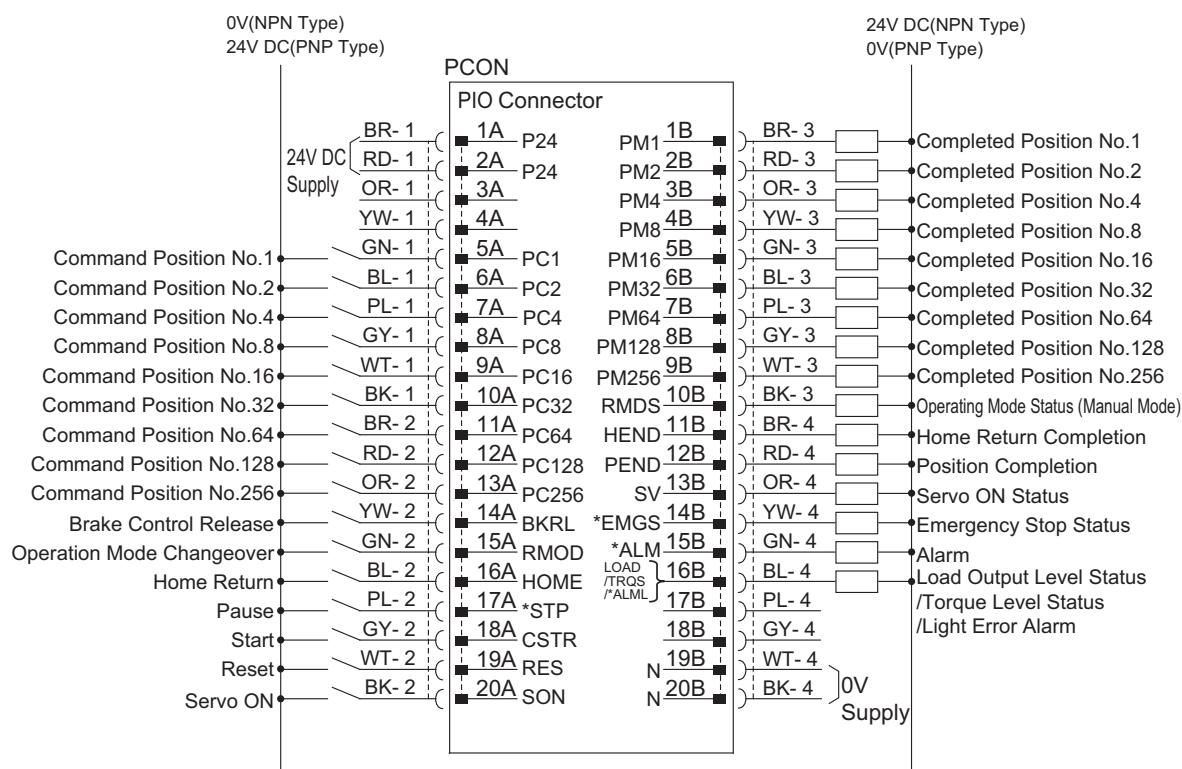 0V(NPN Type)
24V DC(PNP Type)
24V DC(NPN Type)
0V(PNP Type)
PCON
PIO Connector
24V DC
Supply
BR- 1 1A P24 PM1 1B BR- 3 Completed Position No.1
RD- 1 2A P24 PM2 2B RD- 3 Completed Position No.2
OR- 1 3A PM4 3B OR- 3 Completed Position No.4
YW- 1 4A PM8 4B YW- 3 Completed Position No.8
Command Position No.1 GN- 1 5A PC1 PM16 5B GN- 3 Completed Position No.16
Command Position No.2 BL- 1 6A PC2 PM32 6B BL- 3 Completed Position No.32
Command Position No.4 PL- 1 7A PC4 PM64 7B PL- 3 Completed Position No.64
Command Position No.8 GY- 1 8A PC8 PM128 8B GY- 3 Completed Position No.128
Command Position No.16 WT- 1 9A PC16 PM256 9B WT- 3 Completed Position No.256
Command Position No.32 BK- 1 10A PC32 RMDS 10B BK- 3 Operating Mode Status (Manual Mode)
Command Position No.64 BR- 2 11A PC64 HEND 11B BR- 4 Home Return Completion
Command Position No.128 RD- 2 12A PC128 PEND 12B RD- 4 Position Completion
Command Position No.256 OR- 2 13A PC256 SV 13B OR- 4 Servo ON Status
Brake Control Release YW- 2 14A BKRL *EMGS 14B YW- 4 Emergency Stop Status
Operation Mode Changeover GN- 2 15A RMOD *ALM 15B GN- 4 Alarm
Home Return BL- 2 16A HOME LOAD /TRQS /*ALML 16B BL- 4 Load Output Level Status
/Torque Level Status
/Light Error Alarm
Pause PL- 2 17A *STP 17B PL- 4
Start GY- 2 18A CSTR 18B GY- 4
Reset WT- 2 19A RES N 19B WT- 4
Servo ON BK- 2 20A SON N 20B BK- 4
0V
Supply